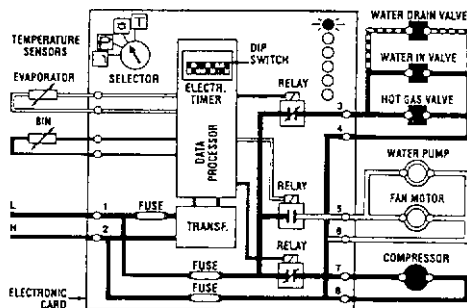 TEMPERATURE
SENSORS
EVAPORATOR
BIN
L
N
ELECTRONIC
CARD
T
SELECTOR
DIP
SWITCH
ELECTR.
TIMER
DATA
PROCESSOR
TRANSF.
1
2
FUSE
FUSE
FUSE
RELAY
RELAY
RELAY
3
4
5
6
7
8
WATER DRAIN VALVE
WATER IN VALVE
HOT GAS VALVE
WATER PUMP
FAN MOTOR
COMPRESSOR